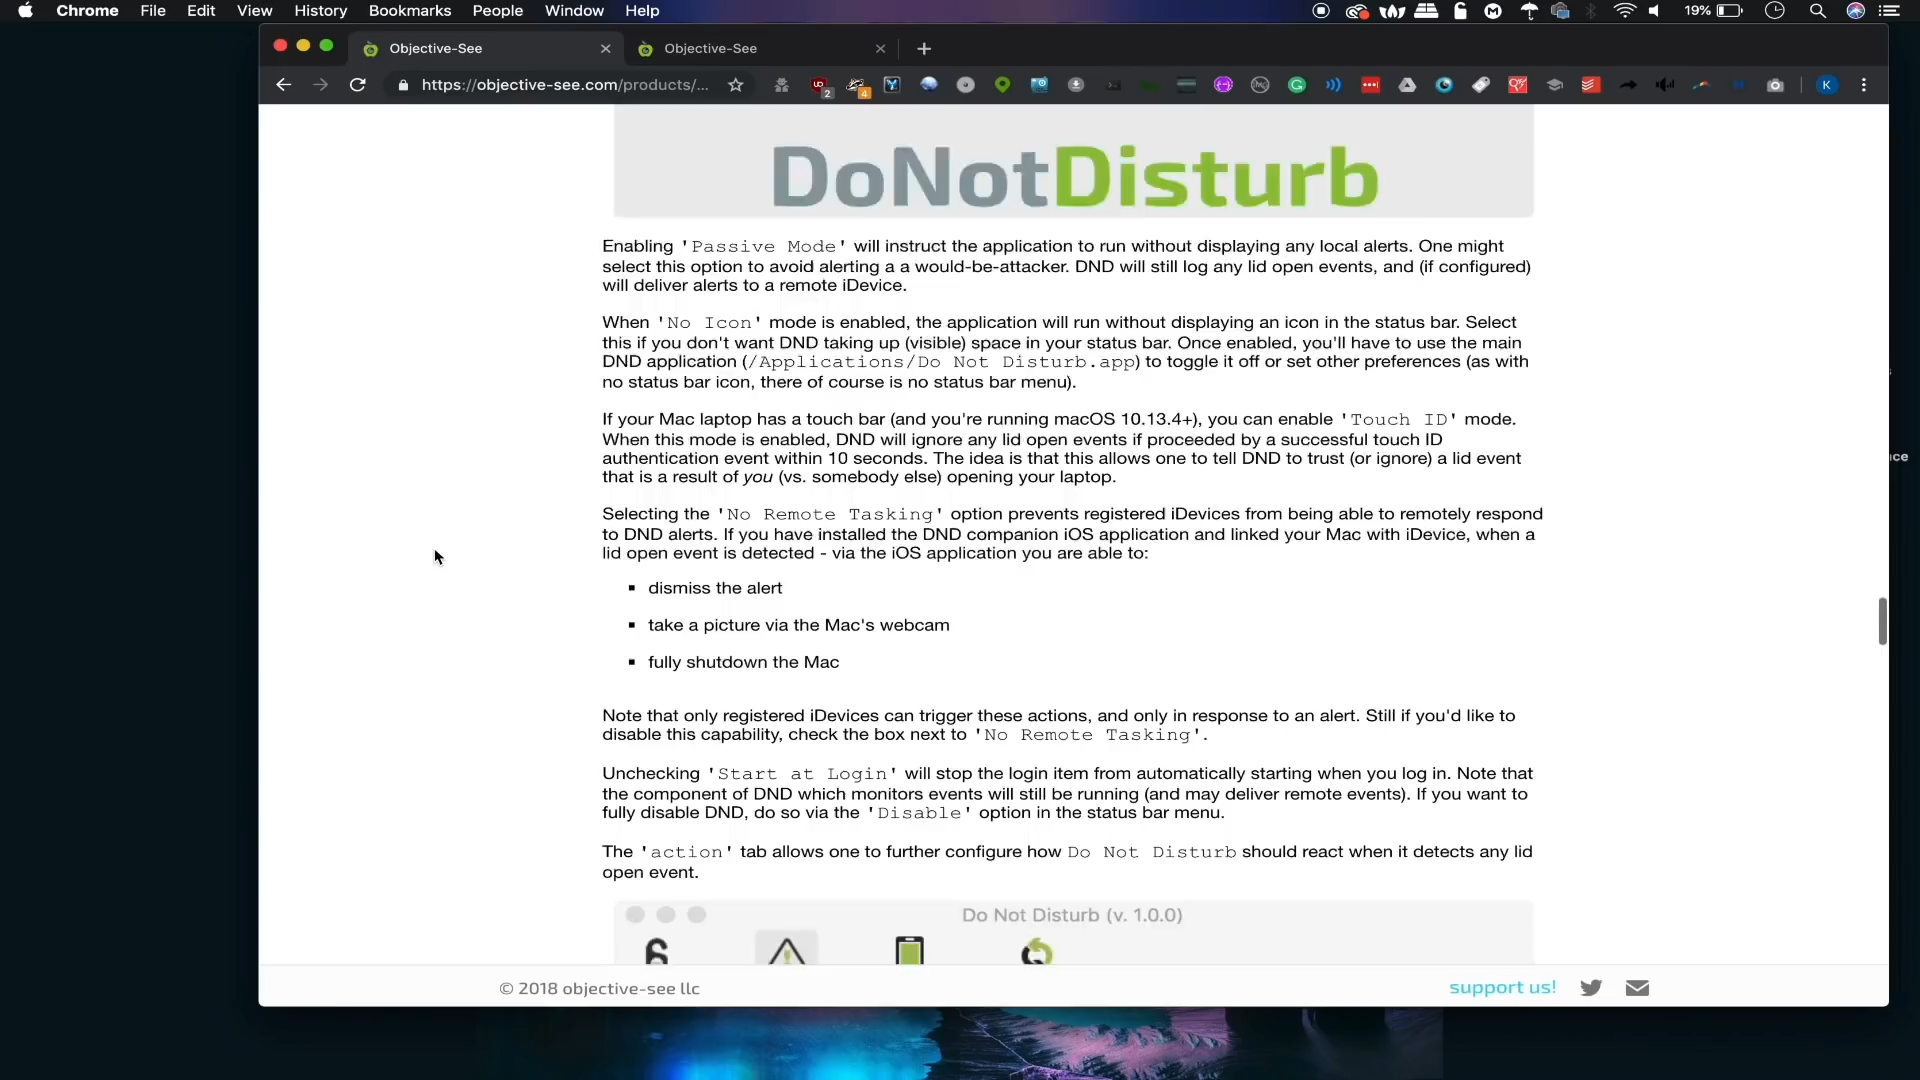 Chrome File Edit View History Bookmarks People Window Help 19%
Objective-See Objective-See
https://objective-see.com/products/... 2 4 K
DoNotDisturb
Enabling 'Passive Mode' will instruct the application to run without displaying any local alerts. One might
select this option to avoid alerting a a would-be-attacker. DND will still log any lid open events, and (if configured)
will deliver alerts to a remote iDevice.
When 'No Icon' mode is enabled, the application will run without displaying an icon in the status bar. Select
this if you don't want DND taking up (visible) space in your status bar. Once enabled, you'll have to use the main
DND application (/Applications/Do Not Disturb.app) to toggle it off or set other preferences (as with
no status bar icon, there of course is no status bar menu).
If your Mac laptop has a touch bar (and you're running macOS 10.13.4+), you can enable 'Touch ID' mode.
When this mode is enabled, DND will ignore any lid open events if proceeded by a successful touch ID
authentication event within 10 seconds. The idea is that this allows one to tell DND to trust (or ignore) a lid event
that is a result of you (vs. somebody else) opening your laptop.
Selecting the 'No Remote Tasking' option prevents registered iDevices from being able to remotely respond
to DND alerts. If you have installed the DND companion iOS application and linked your Mac with iDevice, when a
lid open event is detected - via the iOS application you are able to:
▪ dismiss the alert
▪ take a picture via the Mac's webcam
▪ fully shutdown the Mac
Note that only registered iDevices can trigger these actions, and only in response to an alert. Still if you'd like to
disable this capability, check the box next to 'No Remote Tasking'.
Unchecking 'Start at Login' will stop the login item from automatically starting when you log in. Note that
the component of DND which monitors events will still be running (and may deliver remote events). If you want to
fully disable DND, do so via the 'Disable' option in the status bar menu.
The 'action' tab allows one to further configure how Do Not Disturb should react when it detects any lid
open event.
Do Not Disturb (v. 1.0.0)
© 2018 objective-see llc support us!